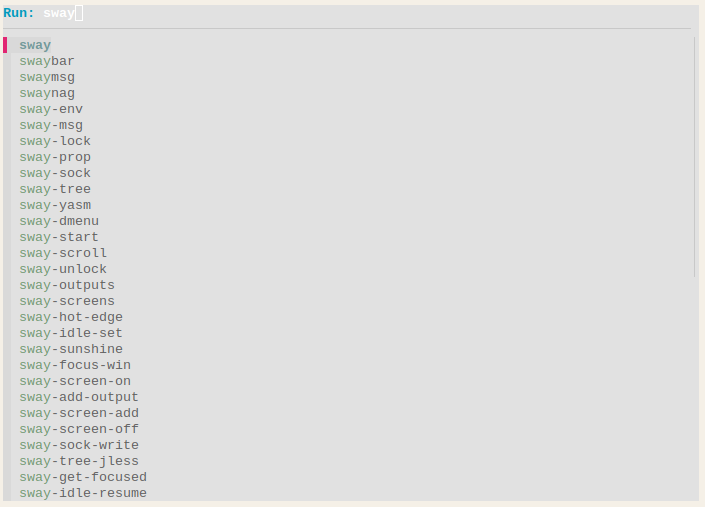 Run: sway
sway
swaybar
swaymsg
swaynag
sway-env
sway-msg
sway-lock
sway-prop
sway-sock
sway-tree
sway-yasm
sway-dmenu
sway-start
sway-scroll
sway-unlock
sway-outputs
sway-screens
sway-hot-edge
sway-idle-set
sway-sunshine
sway-focus-win
sway-screen-on
sway-add-output
sway-screen-add
sway-screen-off
sway-sock-write
sway-tree-jless
sway-get-focused
sway-idle-resume